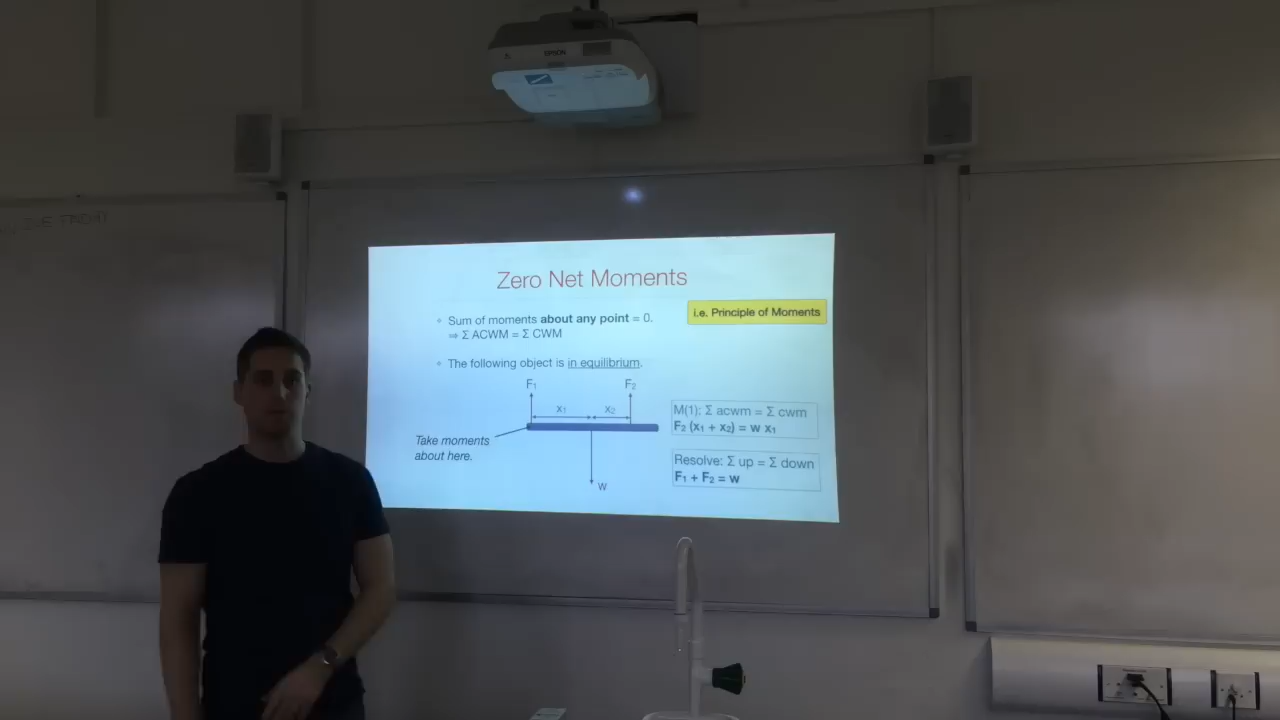 EPSON
Zero Net Moments
Sum of moments about any point = 0.
⇒ Σ ACWM = Σ CWM
i.e. Principle of Moments
The following object is in equilibrium.
F₁ F₂
x₁ x₂
Take moments
about here.
W
M(1): Σ acwm = Σ cwm
F₂ (x₁ + x₂) = w x₁
Resolve: Σ up = Σ down
F₁ + F₂ = w